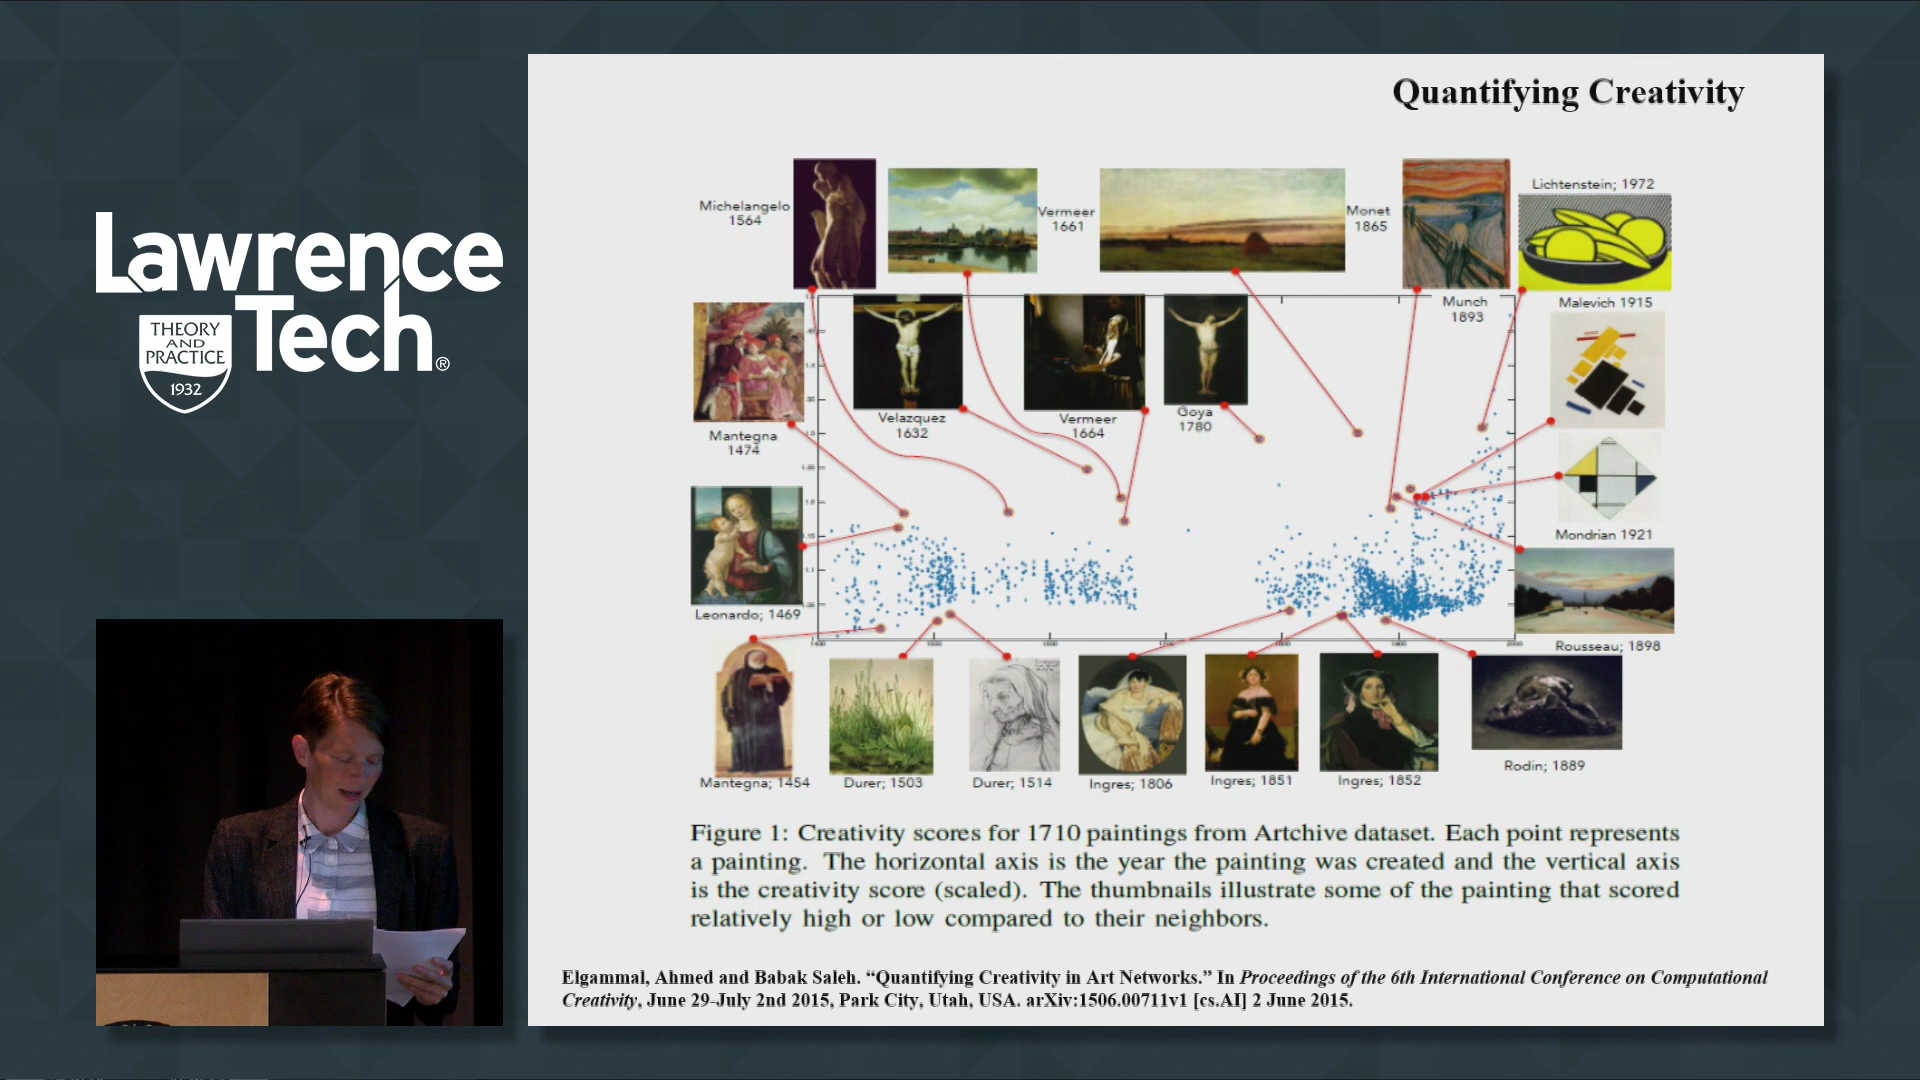 Lawrence
Tech®
THEORY
AND
PRACTICE
1932
Quantifying Creativity
Michelangelo
1564
Vermeer
1661
Monet
1865
Lichtenstein; 1972
Munch
1893
Malevich 1915
Mantegna
1474
Velazquez
1632
Vermeer
1664
Goya
1780
Mondrian 1921
Leonardo; 1469
Rousseau; 1898
Mantegna; 1454
Durer; 1503
Durer; 1514
Ingres; 1806
Ingres; 1851
Ingres; 1852
Rodin; 1889
Figure 1: Creativity scores for 1710 paintings from Artchive dataset. Each point represents
a painting. The horizontal axis is the year the painting was created and the vertical axis
is the creativity score (scaled). The thumbnails illustrate some of the painting that scored
relatively high or low compared to their neighbors.
Elgammal, Ahmed and Babak Saleh. “Quantifying Creativity in Art Networks.” In Proceedings of the 6th International Conference on Computational
Creativity, June 29-July 2nd 2015, Park City, Utah, USA. arXiv:1506.00711v1 [cs.AI] 2 June 2015.